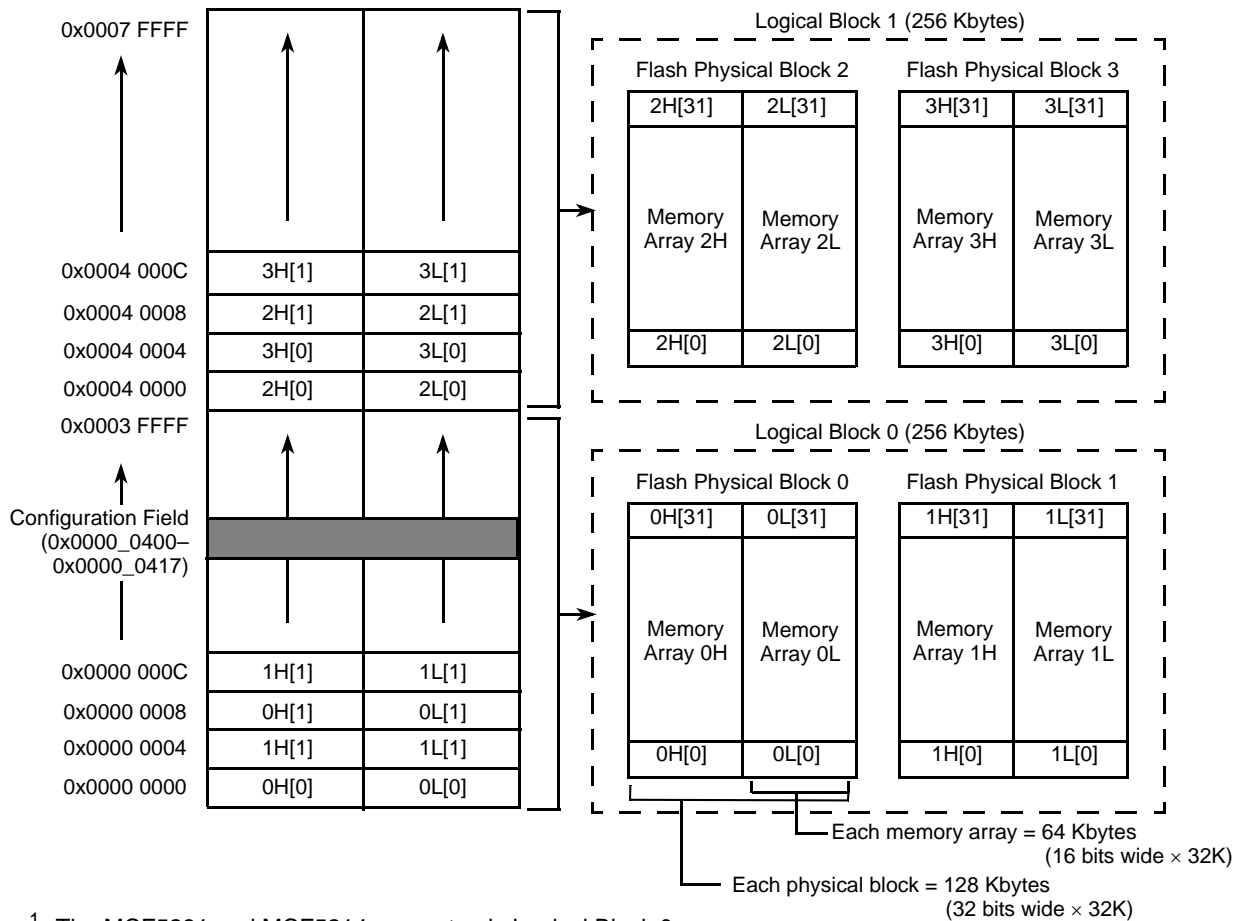 0x0007 FFFF
0x0004 000C
3H[1] 3L[1]
0x0004 0008
2H[1] 2L[1]
0x0004 0004
3H[0] 3L[0]
0x0004 0000
2H[0] 2L[0]
0x0003 FFFF
Configuration Field
(0x0000_0400–
0x0000_0417)
0x0000 000C
1H[1] 1L[1]
0x0000 0008
0H[1] 0L[1]
0x0000 0004
1H[1] 1L[1]
0x0000 0000
0H[0] 0L[0]
Logical Block 1 (256 Kbytes)
Flash Physical Block 2
2H[31] 2L[31]
Memory
Array 2H
Memory
Array 2L
2H[0] 2L[0]
Flash Physical Block 3
3H[31] 3L[31]
Memory
Array 3H
Memory
Array 3L
3H[0] 3L[0]
Logical Block 0 (256 Kbytes)
Flash Physical Block 0
0H[31] 0L[31]
Memory
Array 0H
Memory
Array 0L
0H[0] 0L[0]
Flash Physical Block 1
1H[31] 1L[31]
Memory
Array 1H
Memory
Array 1L
1H[0] 1L[0]
Each memory array = 64 Kbytes
(16 bits wide × 32K)
Each physical block = 128 Kbytes
(32 bits wide × 32K)
1 The